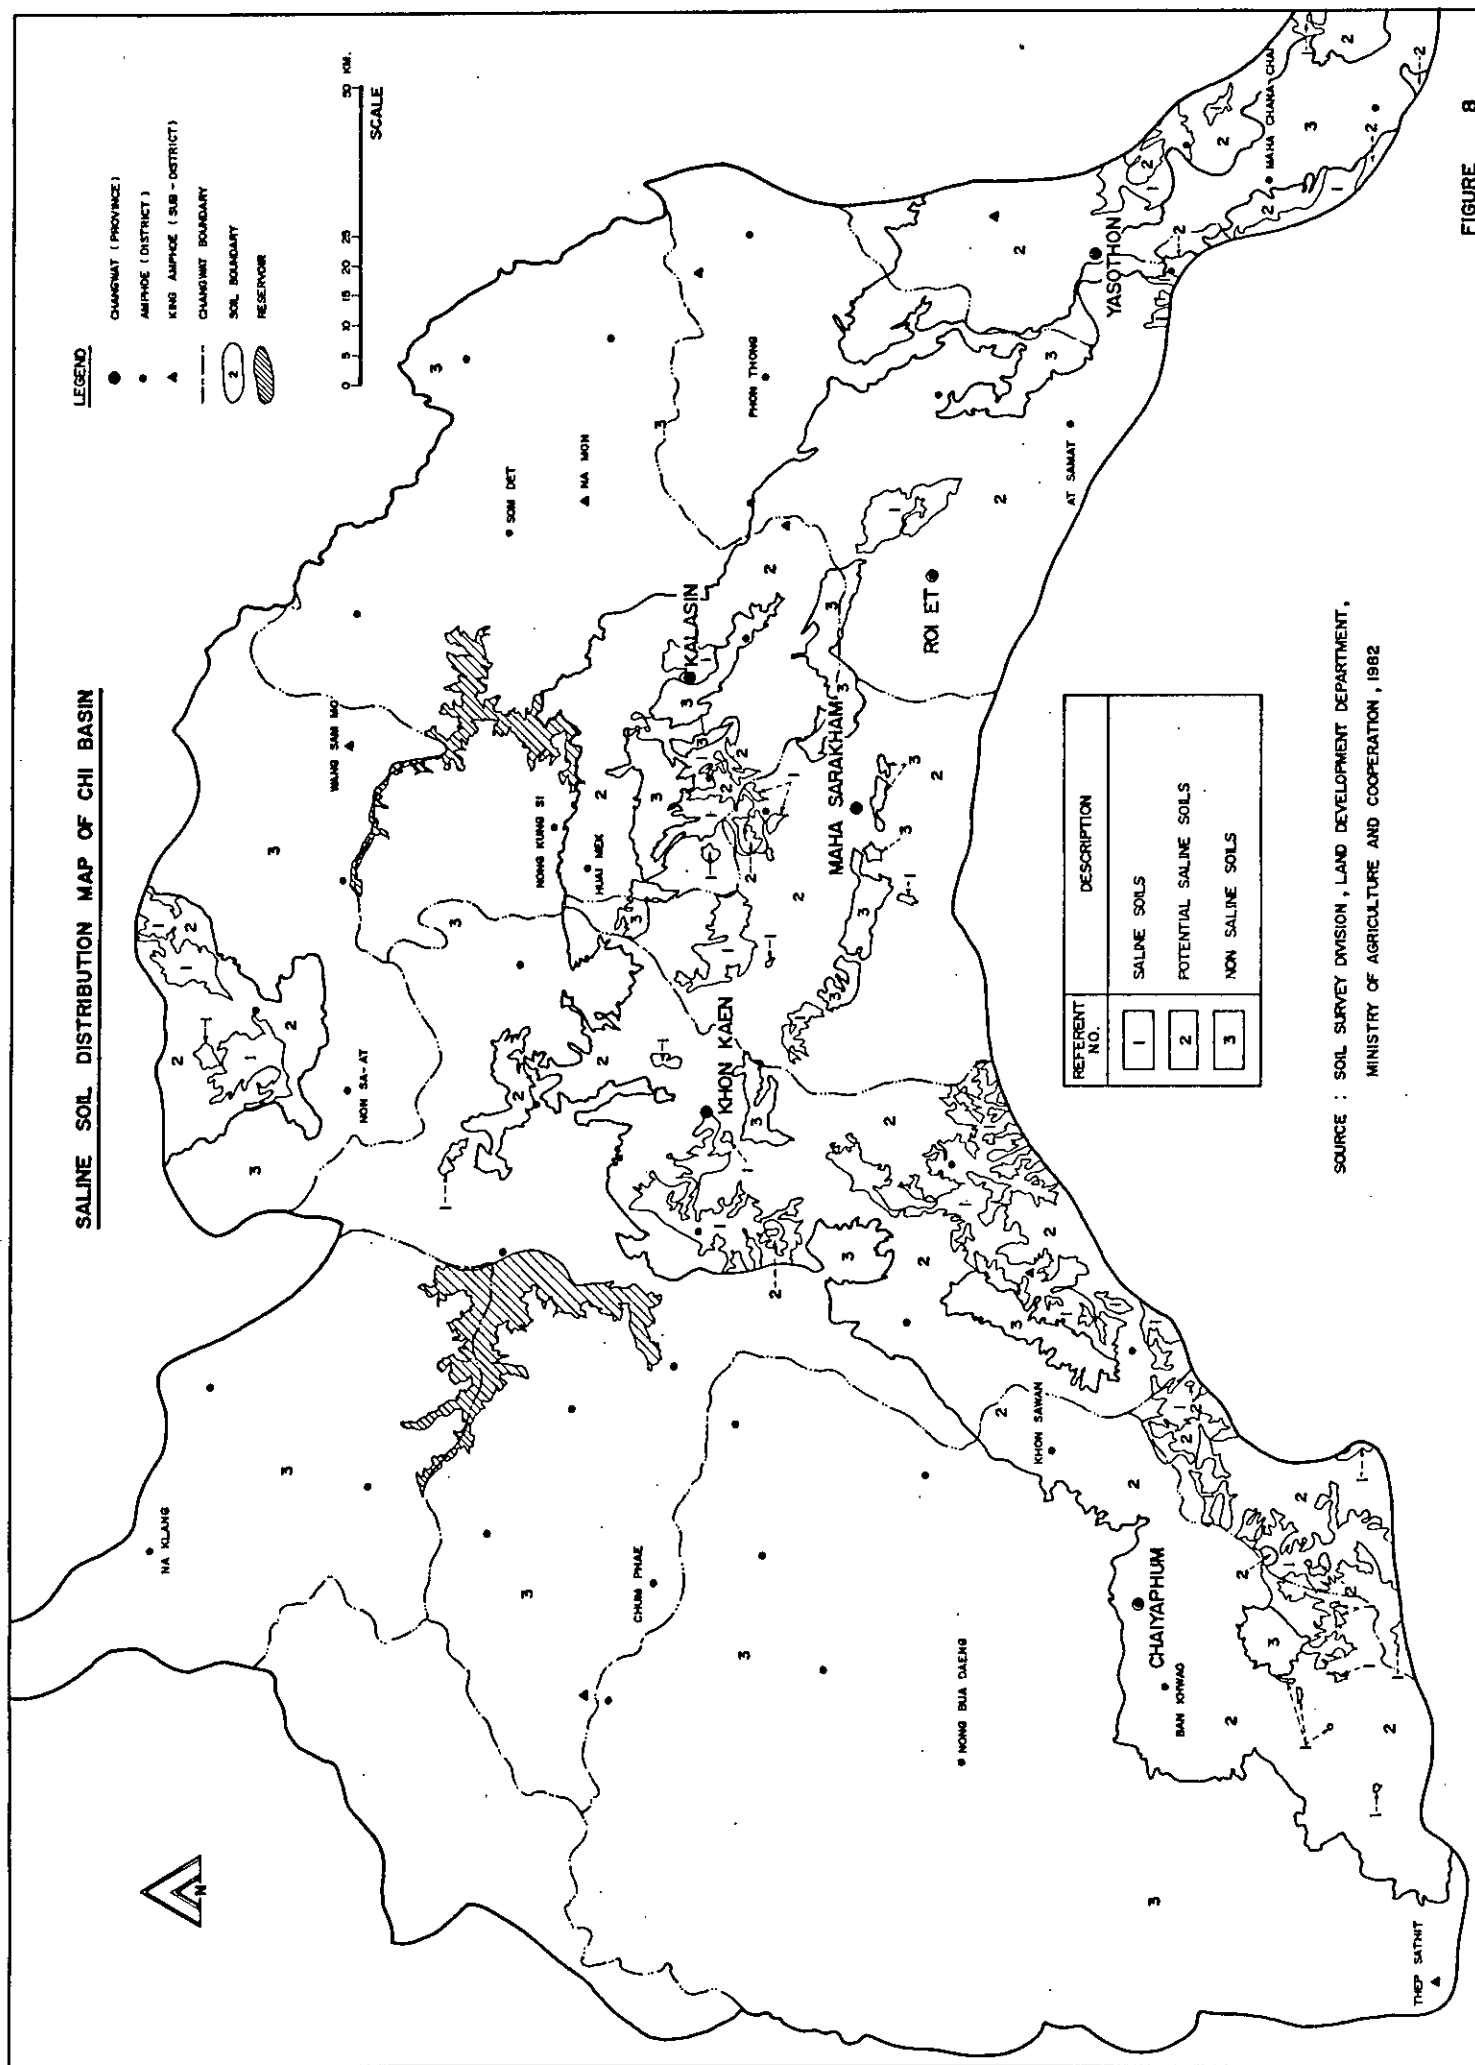 SALINE SOIL DISTRIBUTION MAP OF CHI BASIN
LEGEND
CHANGWAT (PROVINCE)
AMPHOE (DISTRICT)
KING AMPHOE (SUB-DISTRICT)
CHANGWAT BOUNDARY
2 SOIL BOUNDARY
RESERVOIR
0 5 10 15 20 25 50 KM.
SCALE
N
NA KLANG
NON SA-AT
WANG SAM MO
SOM DET
NA MON
PHON THONG
NONG KUNG SI
HUAI MEK
CHUM PHAE
KHON KAEN
KALASIN
MAHA SARAKHAM
ROI ET
YASOTHON
AT SAMAT
MAHA CHANA CHAI
NONG BUA DAENG
KHON SAWAN
CHAIYAPHUM
BAN KHWAO
THEP SATHIT
REFERENT NO. DESCRIPTION
1 SALINE SOILS
2 POTENTIAL SALINE SOILS
3 NON SALINE SOILS
SOURCE : SOIL SURVEY DIVISION, LAND DEVELOPMENT DEPARTMENT,
MINISTRY OF AGRICULTURE AND COOPERATION, 1982
FIGURE 8